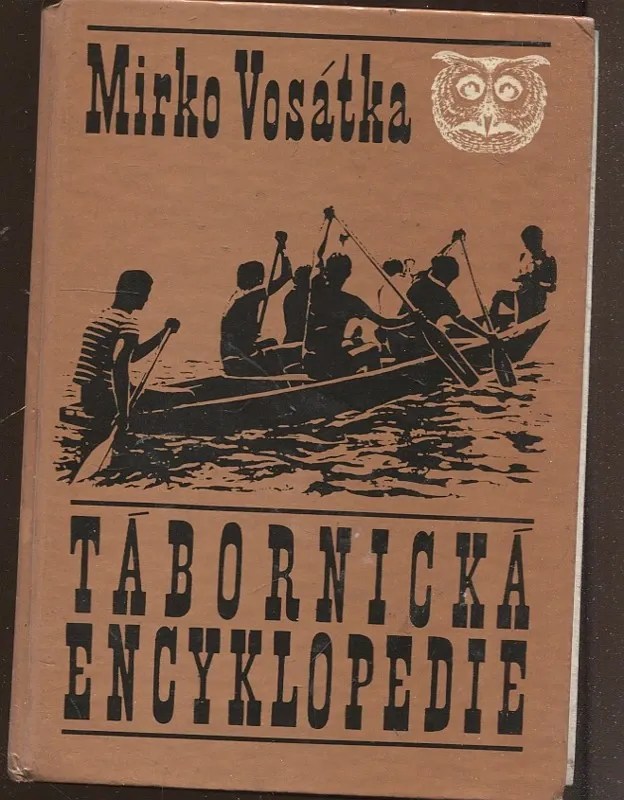 Mirko Vosátka
TÁBORNICKÁ
ENCYKLOPEDIE